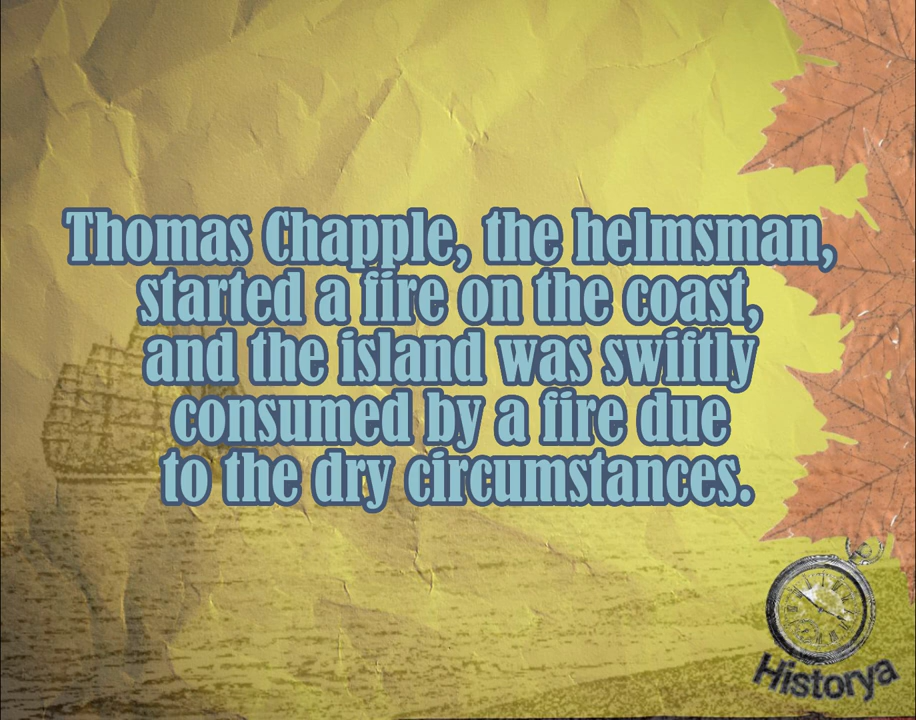 Thomas Chapple, the helmsman,
started a fire on the coast,
and the island was swiftly
consumed by a fire due
to the dry circumstances.
Historya